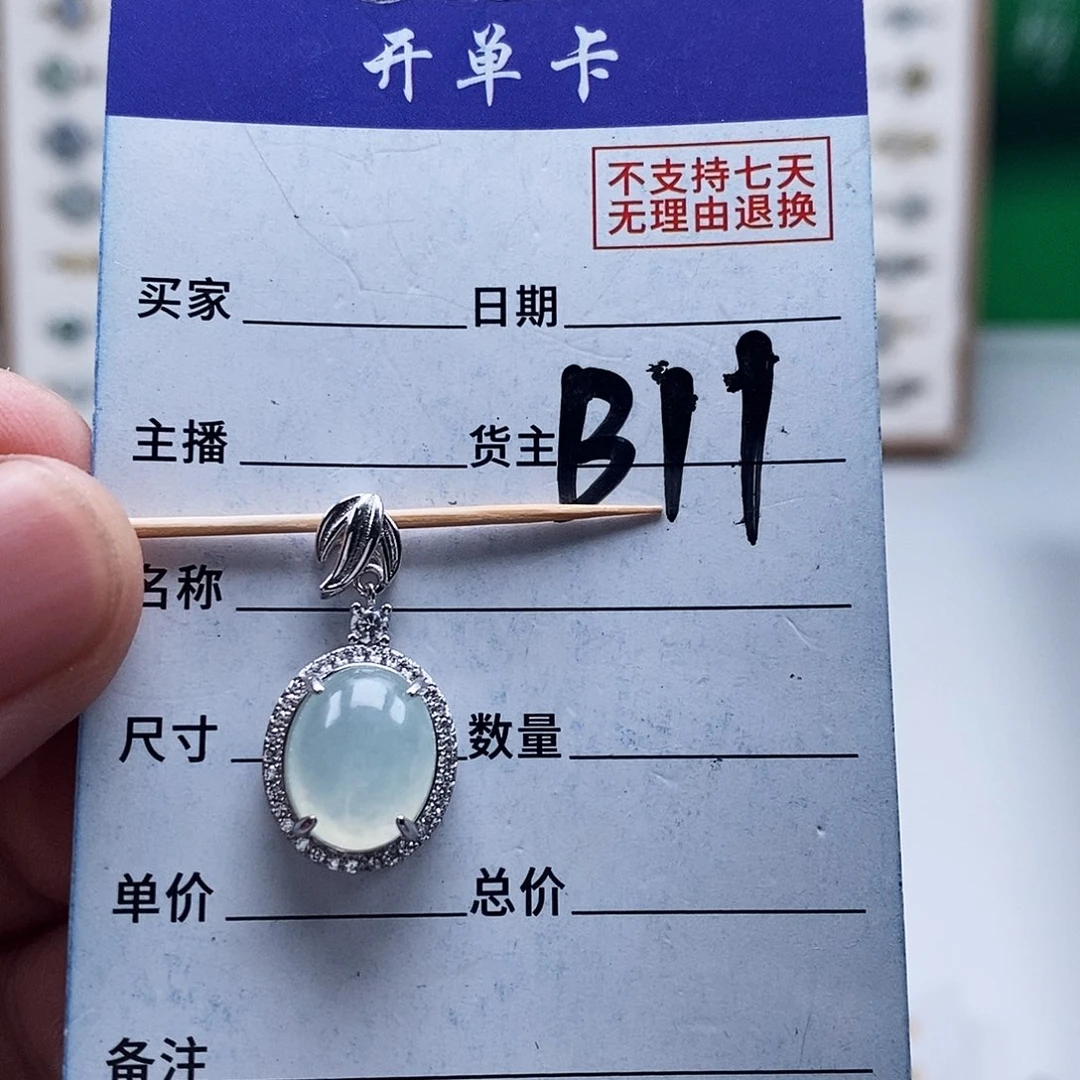 开单卡
不支持七天
无理由退换
买家 日期
主播 货主 B11
名称
尺寸 数量
单价 总价
备注